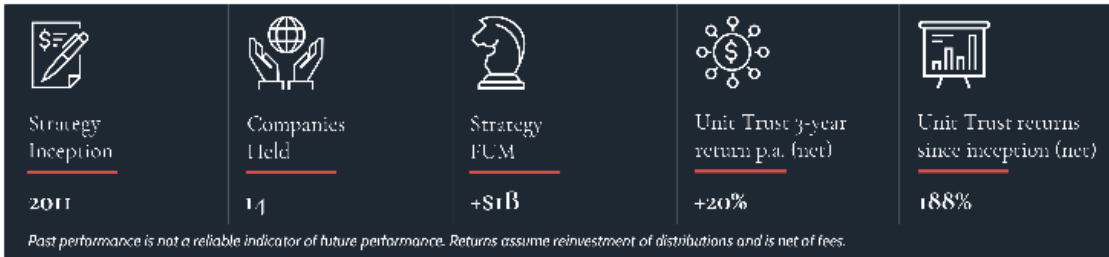 Strategy
Inception
2011
Companies
Held
14
Strategy
FUM
+$1B
Unit Trust 3-year
return p.a. (net)
+20%
Unit Trust returns
since inception (net)
188%
Past performance is not a reliable indicator of future performance. Returns assume reinvestment of distributions and is net of fees.